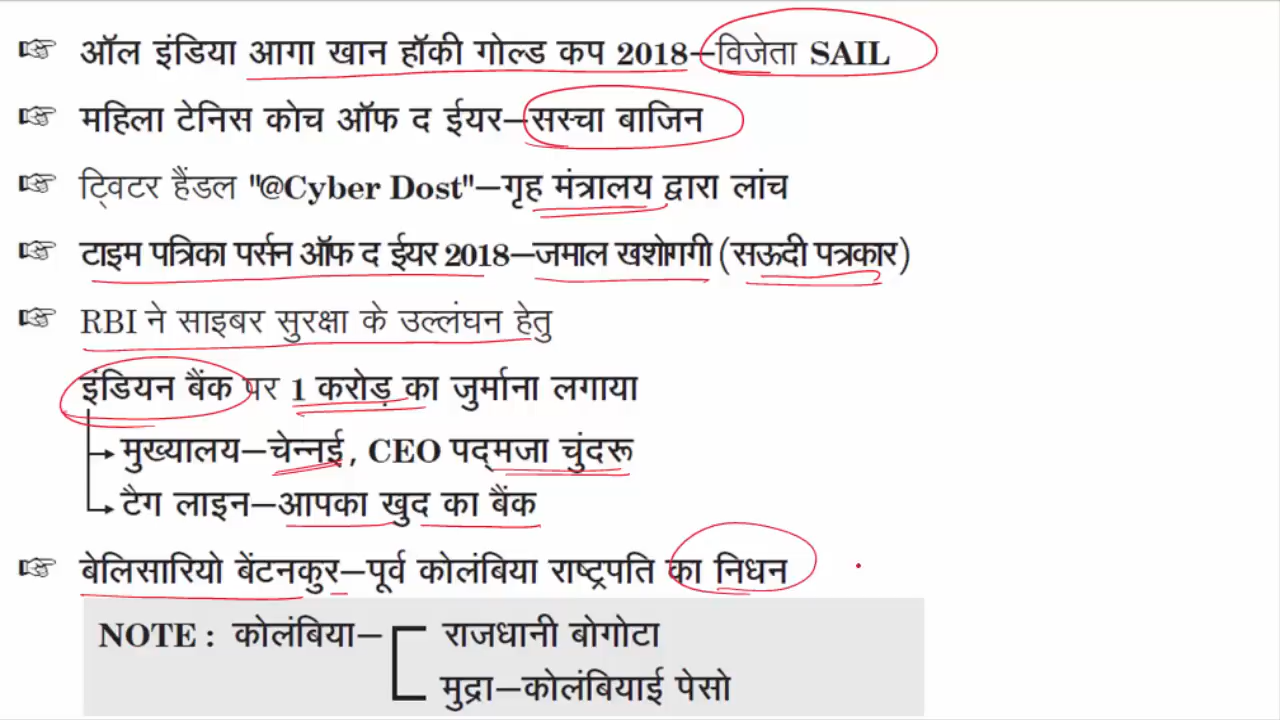 ☞ ऑल इंडिया आगा खान हॉकी गोल्ड कप 2018–विजेता SAIL
☞ महिला टेनिस कोच ऑफ द ईयर–सस्चा बाजिन
☞ ट्विटर हैंडल "@Cyber Dost"–गृह मंत्रालय द्वारा लांच
☞ टाइम पत्रिका पर्सन ऑफ द ईयर 2018–जमाल खशोगगी (सऊदी पत्रकार)
☞ RBI ने साइबर सुरक्षा के उल्लंघन हेतु
इंडियन बैंक पर 1 करोड़ का जुर्माना लगाया
मुख्यालय–चेन्नई, CEO पद्मजा चुंदरू
टैग लाइन–आपका खुद का बैंक
☞ बेलिसारियो बेंटनकुर–पूर्व कोलंबिया राष्ट्रपति का निधन
NOTE : कोलंबिया– राजधानी बोगोटा
मुद्रा–कोलंबियाई पेसो